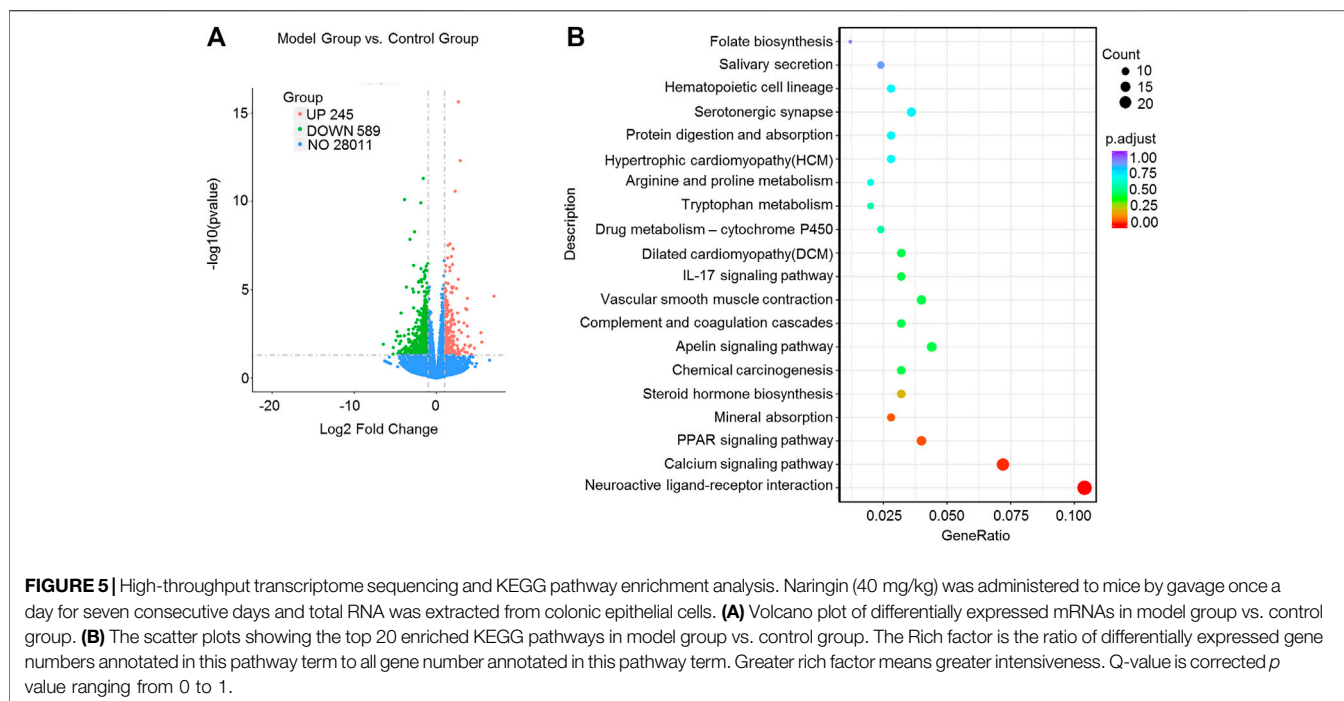 A
Model Group vs. Control Group
Group
UP 245
DOWN 589
NO 28011
-log10(pvalue)
15
10
5
0
-20
-10
0
Log2 Fold Change
B
Description
Folate biosynthesis
Salivary secretion
Hematopoietic cell lineage
Serotonergic synapse
Protein digestion and absorption
Hypertrophic cardiomyopathy(HCM)
Arginine and proline metabolism
Tryptophan metabolism
Drug metabolism – cytochrome P450
Dilated cardiomyopathy(DCM)
IL-17 signaling pathway
Vascular smooth muscle contraction
Complement and coagulation cascades
Apelin signaling pathway
Chemical carcinogenesis
Steroid hormone biosynthesis
Mineral absorption
PPAR signaling pathway
Calcium signaling pathway
Neuroactive ligand-receptor interaction
0.025
0.050
0.075
0.100
GeneRatio
Count
10
15
20
p.adjust
1.00
0.75
0.50
0.25
0.00
FIGURE 5 | High-throughput transcriptome sequencing and KEGG pathway enrichment analysis. Naringin (40 mg/kg) was administered to mice by gavage once a
day for seven consecutive days and total RNA was extracted from colonic epithelial cells. (A) Volcano plot of differentially expressed mRNAs in model group vs. control
group. (B) The scatter plots showing the top 20 enriched KEGG pathways in model group vs. control group. The Rich factor is the ratio of differentially expressed gene
numbers annotated in this pathway term to all gene number annotated in this pathway term. Greater rich factor means greater intensiveness. Q-value is corrected p
value ranging from 0 to 1.